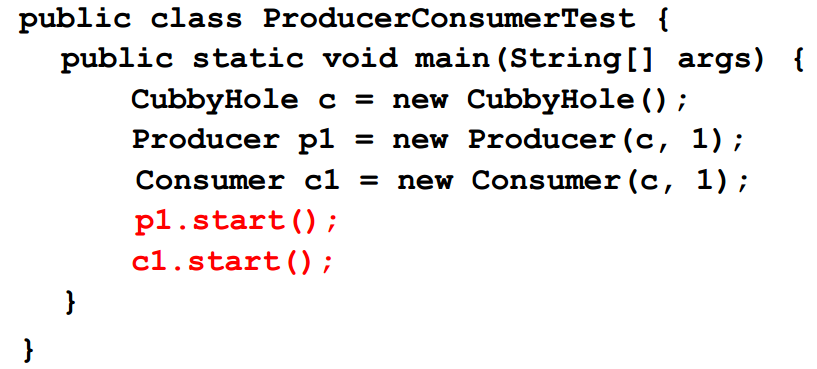 public class ProducerConsumerTest {
public static void main(String[] args) {
CubbyHole c = new CubbyHole();
Producer p1 = new Producer(c, 1);
Consumer c1 = new Consumer(c, 1);
p1.start();
c1.start();
}
}